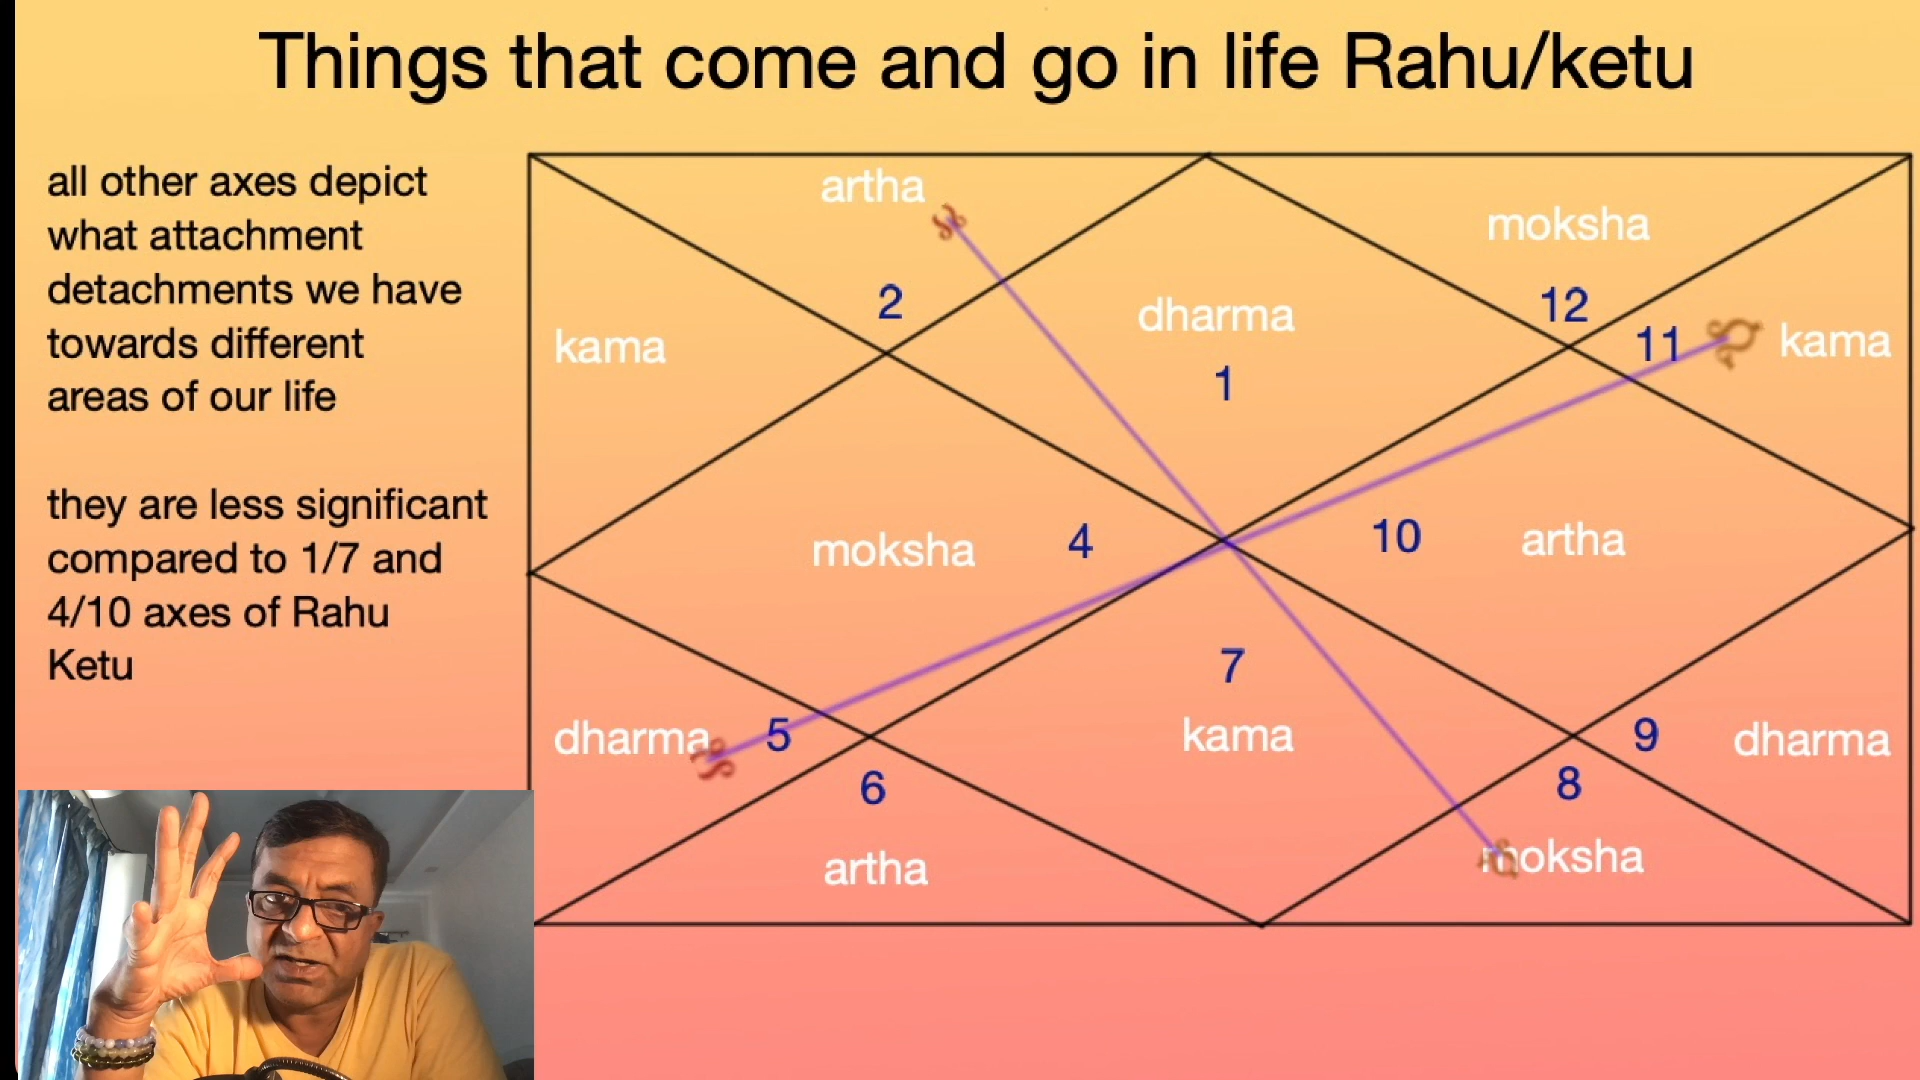 Things that come and go in life Rahu/ketu
all other axes depict
what attachment
detachments we have
towards different
areas of our life
they are less significant
compared to 1/7 and
4/10 axes of Rahu
Ketu
artha
moksha
2
12
dharma
kama
11
kama
1
moksha
4
10
artha
7
dharma
5
kama
9
dharma
6
8
artha
moksha